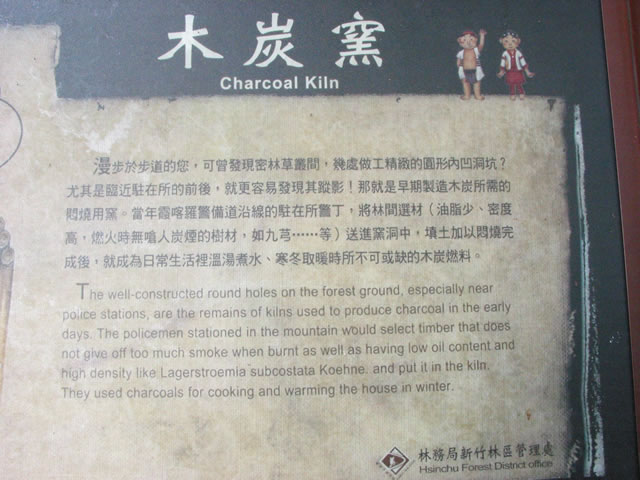 木炭窯
Charcoal Kiln
漫步於步道的您，可曾發現密林草叢間，幾處做工精緻的圓形內凹洞坑？
尤其是臨近駐在所的前後，就更容易發現其蹤影！那就是早期製造木炭所需的
悶燒用窯。當年霞喀羅警備道沿線的駐在所警丁，將林間選材（油脂少、密度
高，燃火時無嗆人炭煙的樹材，如九芎……等）送進窯洞中，填土加以悶燒完
成後，就成為日常生活裡溫湯煮水、寒冬取暖時所不可或缺的木炭燃料。
The well-constructed round holes on the forest ground, especially near
police stations, are the remains of kilns used to produce charcoal in the early
days. The policemen stationed in the mountain would select timber that does
not give off too much smoke when burnt as well as having low oil content and
high density like Lagerstroemia subcostata Koehne. and put it in the kiln.
They used charcoals for cooking and warming the house in winter.
林務局新竹林區管理處
Hsinchu Forest District office